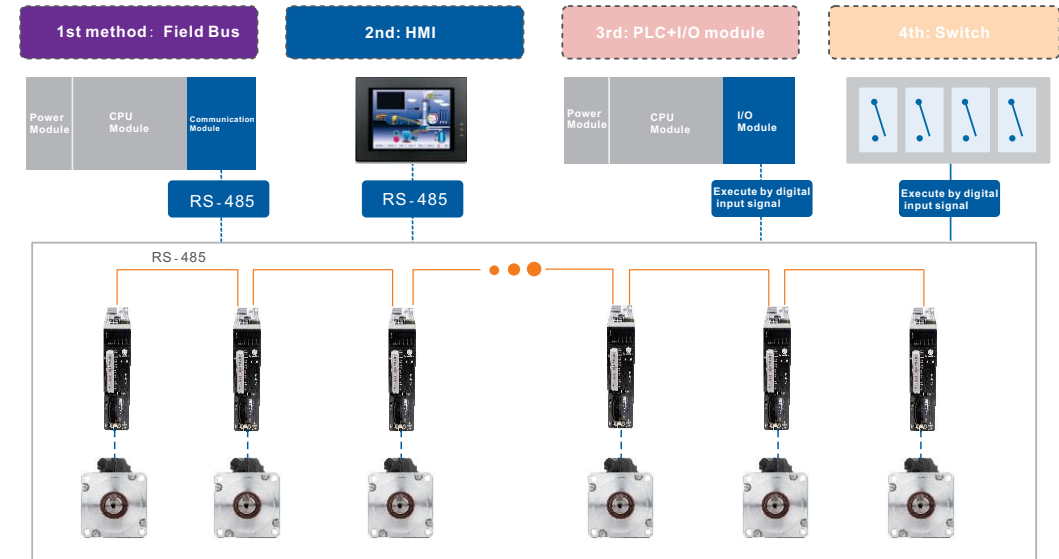 1st method: Field Bus
2nd: HMI
3rd: PLC+I/O module
4th: Switch
Power
Module
CPU
Module
Communication
Module
Power
Module
CPU
Module
I/O
Module
RS-485
RS-485
Execute by digital
input signal
Execute by digital
input signal
RS-485